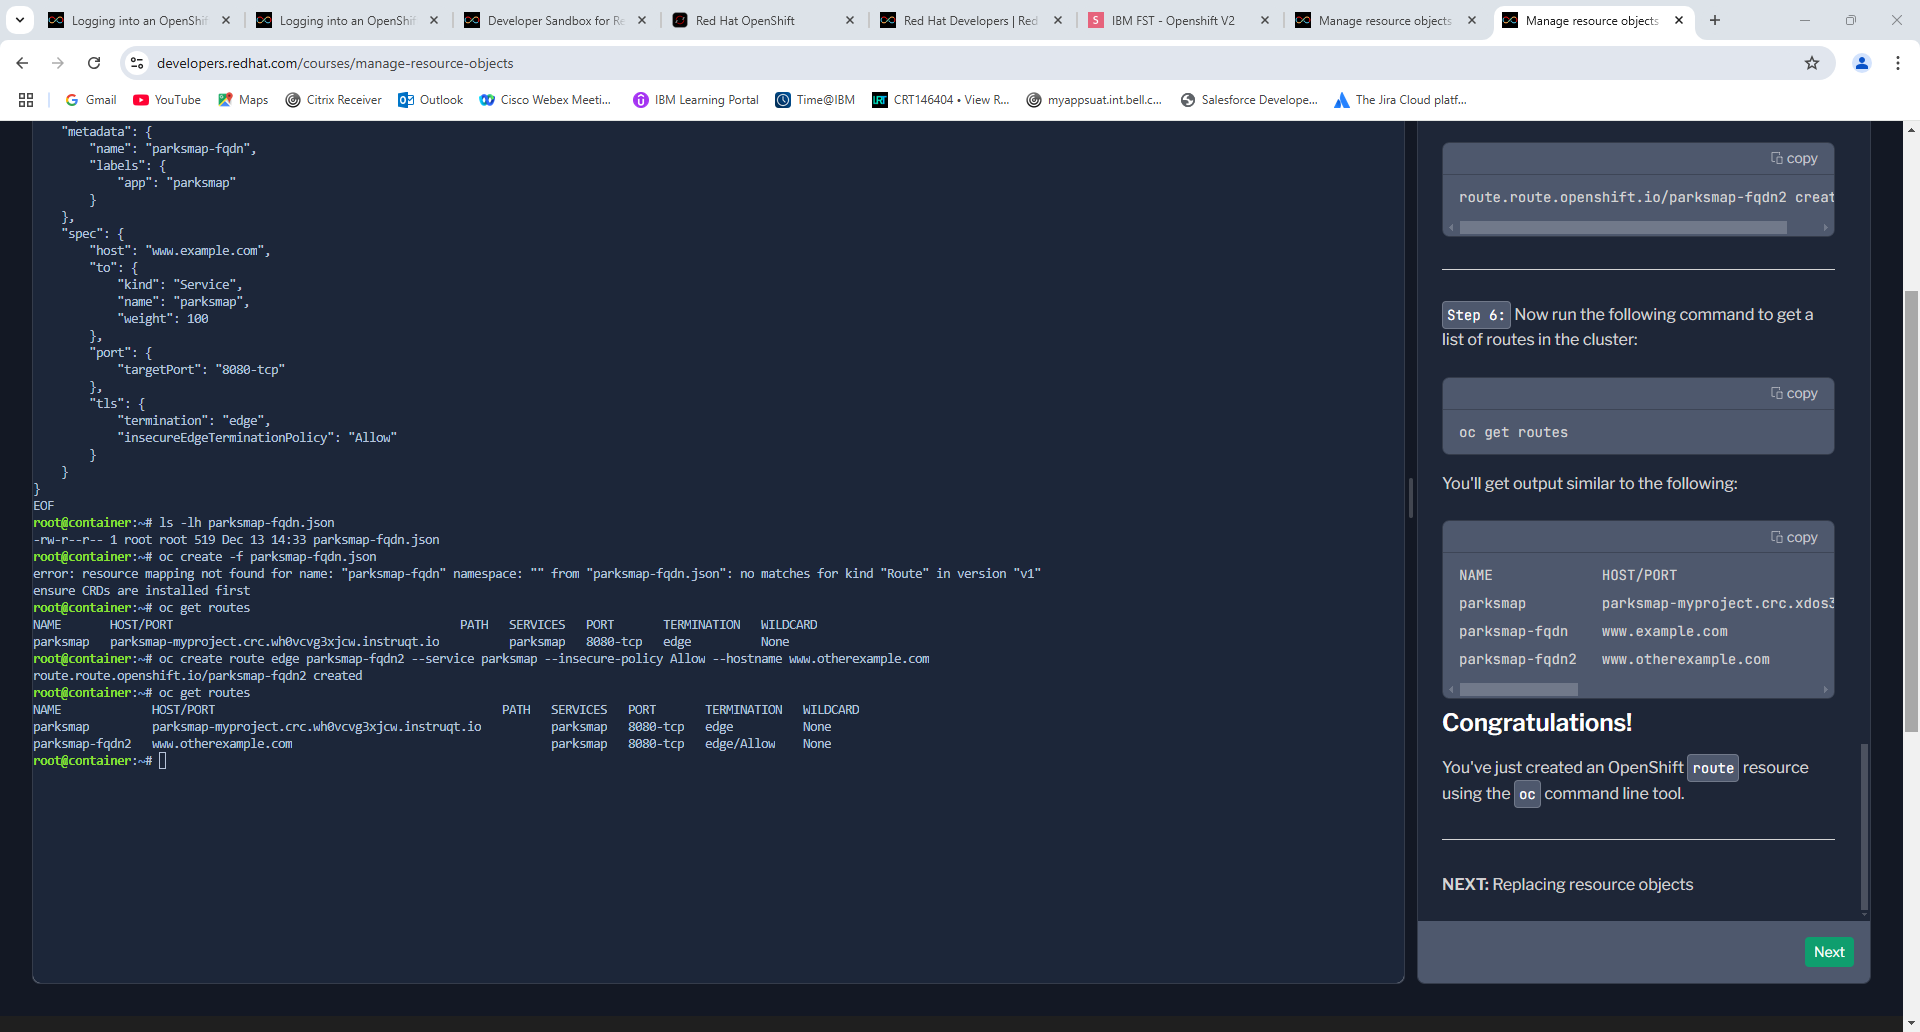 Logging into an OpenShif
Logging into an OpenShif
Developer Sandbox for Re
Red Hat OpenShift
Red Hat Developers | Red
S IBM FST - Openshift V2
Manage resource objects
Manage resource objects
developers.redhat.com/courses/manage-resource-objects
Gmail
YouTube
Maps
Citrix Receiver
Outlook
Cisco Webex Meeti...
IBM Learning Portal
Time@IBM
CRT146404 • View R...
myappsuat.int.bell.c...
Salesforce Develope...
The Jira Cloud platf...
"metadata": {
"name": "parksmap-fqdn",
"labels": {
"app": "parksmap"
}
},
"spec": {
"host": "www.example.com",
"to": {
"kind": "Service",
"name": "parksmap",
"weight": 100
},
"port": {
"targetPort": "8080-tcp"
},
"tls": {
"termination": "edge",
"insecureEdgeTerminationPolicy": "Allow"
}
}
}
EOF
root@container:~# ls -lh parksmap-fqdn.json
-rw-r--r-- 1 root root 519 Dec 13 14:33 parksmap-fqdn.json
root@container:~# oc create -f parksmap-fqdn.json
error: resource mapping not found for name: "parksmap-fqdn" namespace: "" from "parksmap-fqdn.json": no matches for kind "Route" in version "v1"
ensure CRDs are installed first
root@container:~# oc get routes
NAME HOST/PORT PATH SERVICES PORT TERMINATION WILDCARD
parksmap parksmap-myproject.crc.wh0vcvg3xjcw.instruqt.io parksmap 8080-tcp edge None
root@container:~# oc create route edge parksmap-fqdn2 --service parksmap --insecure-policy Allow --hostname www.otherexample.com
route.route.openshift.io/parksmap-fqdn2 created
root@container:~# oc get routes
NAME HOST/PORT PATH SERVICES PORT TERMINATION WILDCARD
parksmap parksmap-myproject.crc.wh0vcvg3xjcw.instruqt.io parksmap 8080-tcp edge None
parksmap-fqdn2 www.otherexample.com parksmap 8080-tcp edge/Allow None
root@container:~#
copy
route.route.openshift.io/parksmap-fqdn2 creat
Step 6: Now run the following command to get a
list of routes in the cluster:
copy
oc get routes
You'll get output similar to the following:
copy
NAME HOST/PORT
parksmap parksmap-myproject.crc.xdos3
parksmap-fqdn www.example.com
parksmap-fqdn2 www.otherexample.com
Congratulations!
You've just created an OpenShift route resource
using the oc command line tool.
NEXT: Replacing resource objects
Next